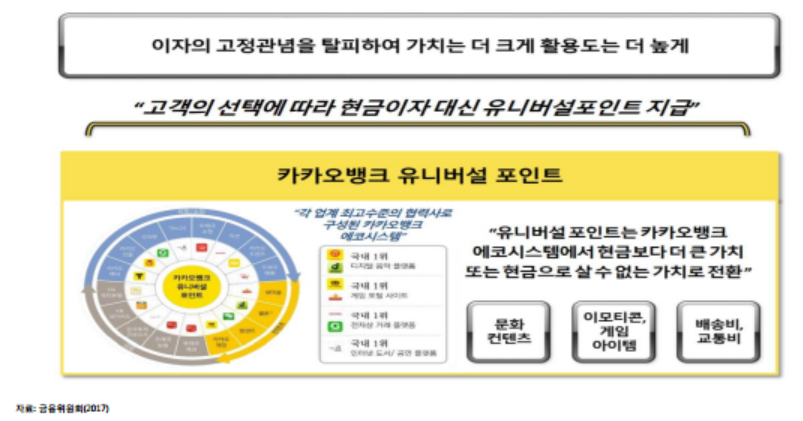 이자의 고정관념을 탈피하여 가치는 더 크게 활용도는 더 높게
“고객의 선택에 따라 현금이자 대신 유니버설포인트 지급”
카카오뱅크 유니버설 포인트
카카오뱅크
유니버설
포인트
“각 업계 최고수준의 협력사로
구성된 카카오뱅크
에코시스템”
국내 1위
디지털 음악 플랫폼
국내 1위
게임 포털 사이트
국내 1위
전자상 거래 플랫폼
국내 1위
인터넷 도서/ 공연 플랫폼
“유니버설포인트는 카카오뱅크
에코시스템에서 현금보다 더 큰 가치
또는 현금으로 살 수 없는 가치로 전환”
문화
컨텐츠
이모티콘,
게임
아이템
배송비,
교통비
자료: 금융위원회(2017)